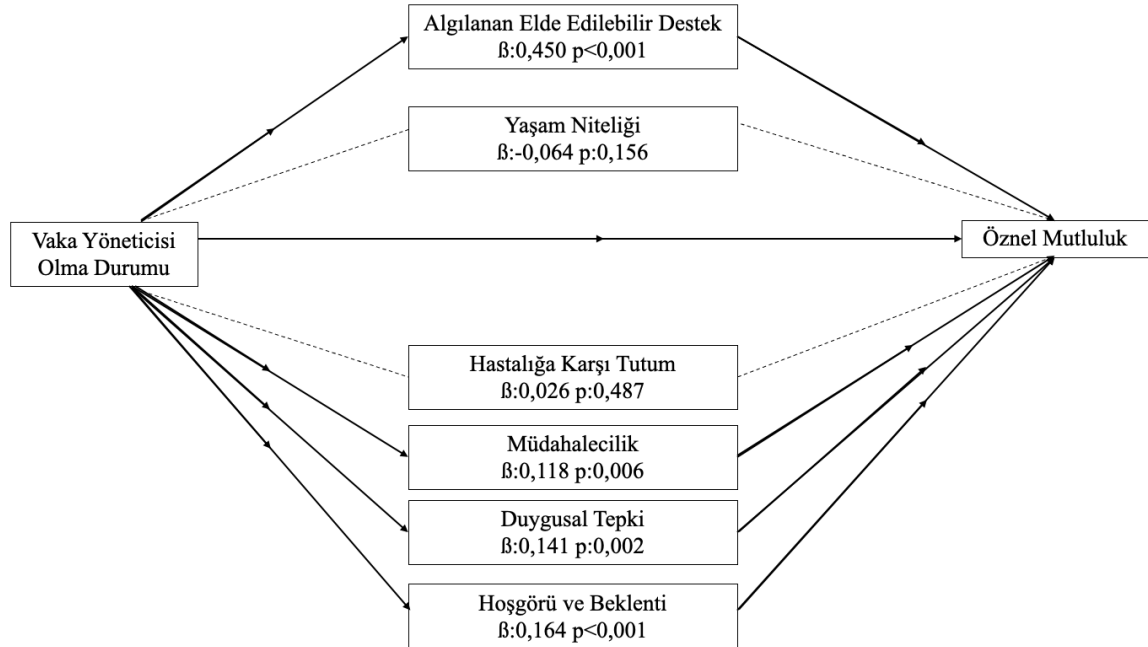 Algılanan Elde Edilebilir Destek
ß:0,450 p<0,001
Yaşam Niteliği
ß:-0,064 p:0,156
Vaka Yöneticisi
Olma Durumu
Öznel Mutluluk
Hastalığa Karşı Tutum
ß:0,026 p:0,487
Müdahalecilik
ß:0,118 p:0,006
Duygusal Tepki
ß:0,141 p:0,002
Hoşgörü ve Beklenti
ß:0,164 p<0,001